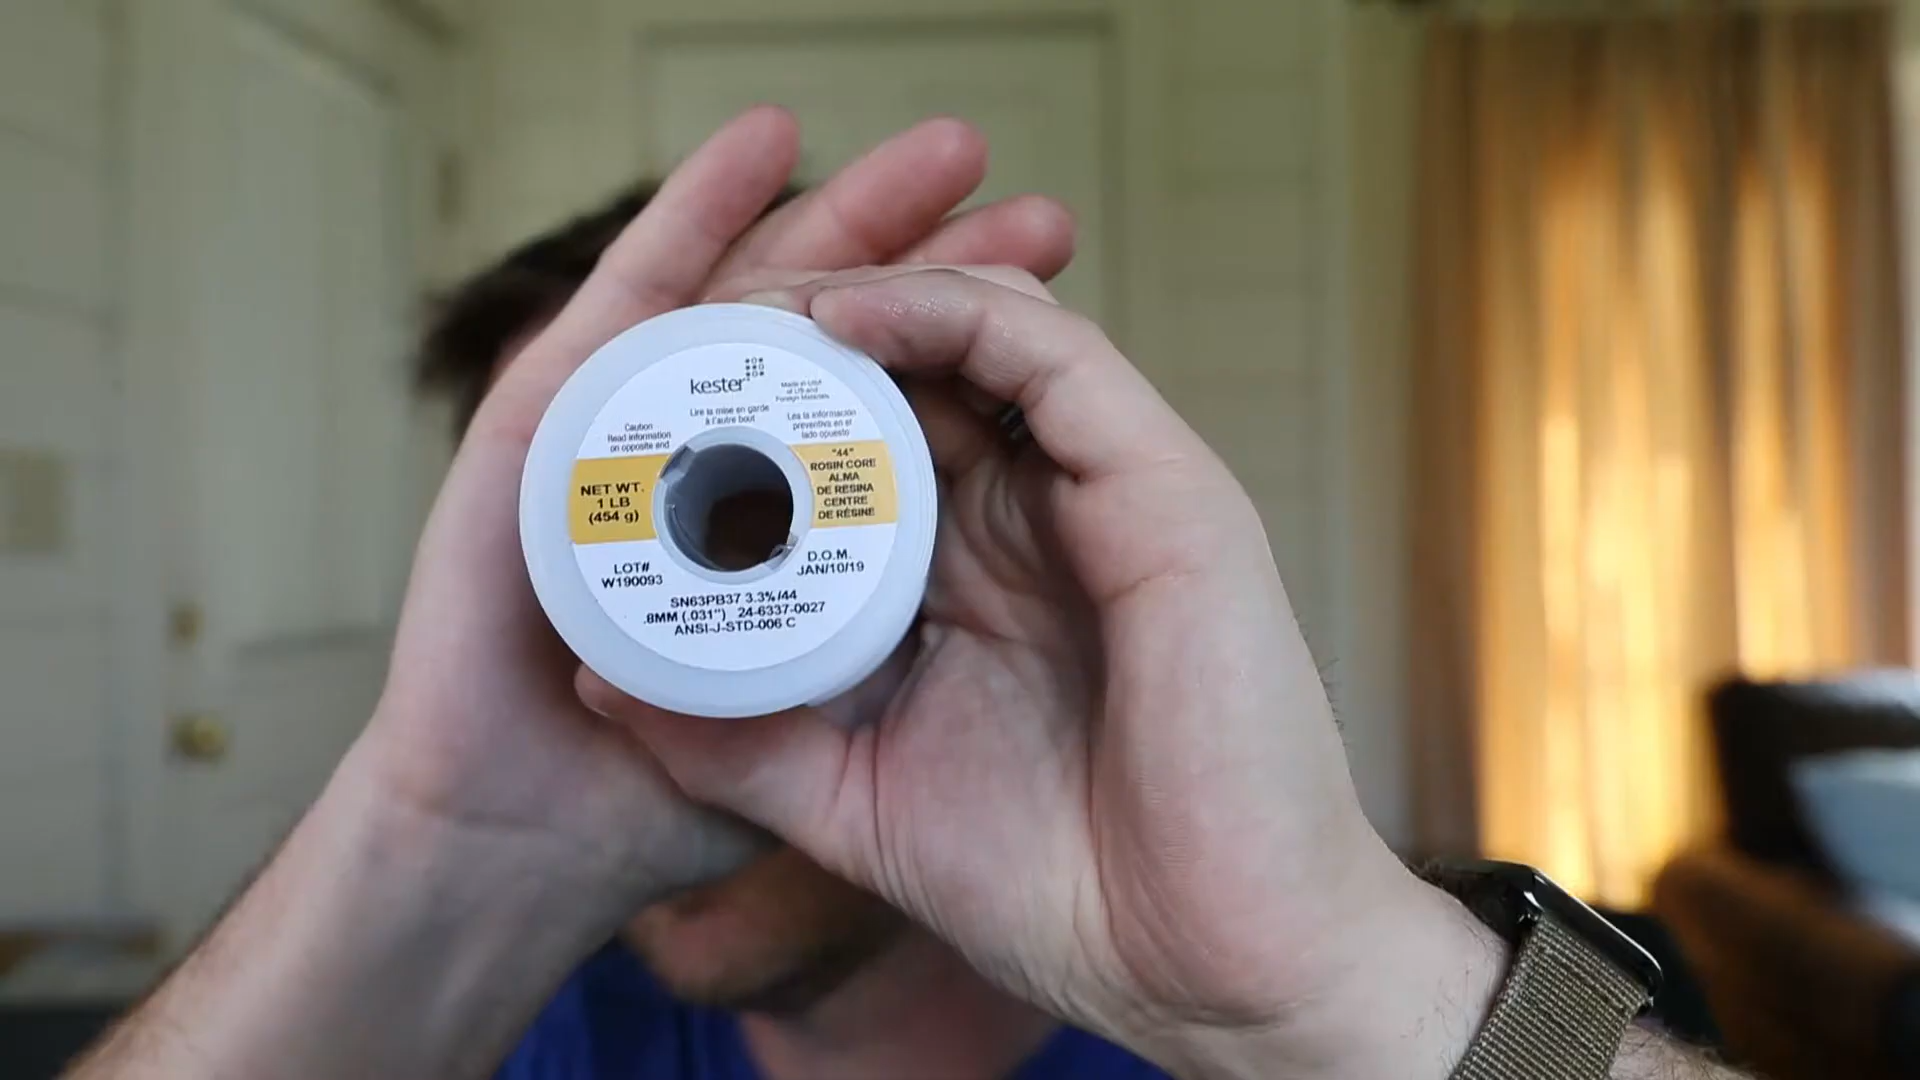 kester
Made in USA
of US and
Foreign Materials
Caution
Read information
on opposite end
Lire la mise en garde
à l'autre bout
Lea la información
preventiva en el
lado opuesto
NET WT.
1 LB
(454 g)
"44"
ROSIN CORE
ALMA
DE RESINA
CENTRE
DE RÉSINE
LOT#
W190093
D.O.M.
JAN/10/19
SN63PB37 3.3%/44
.8MM (.031") 24-6337-0027
ANSI-J-STD-006 C